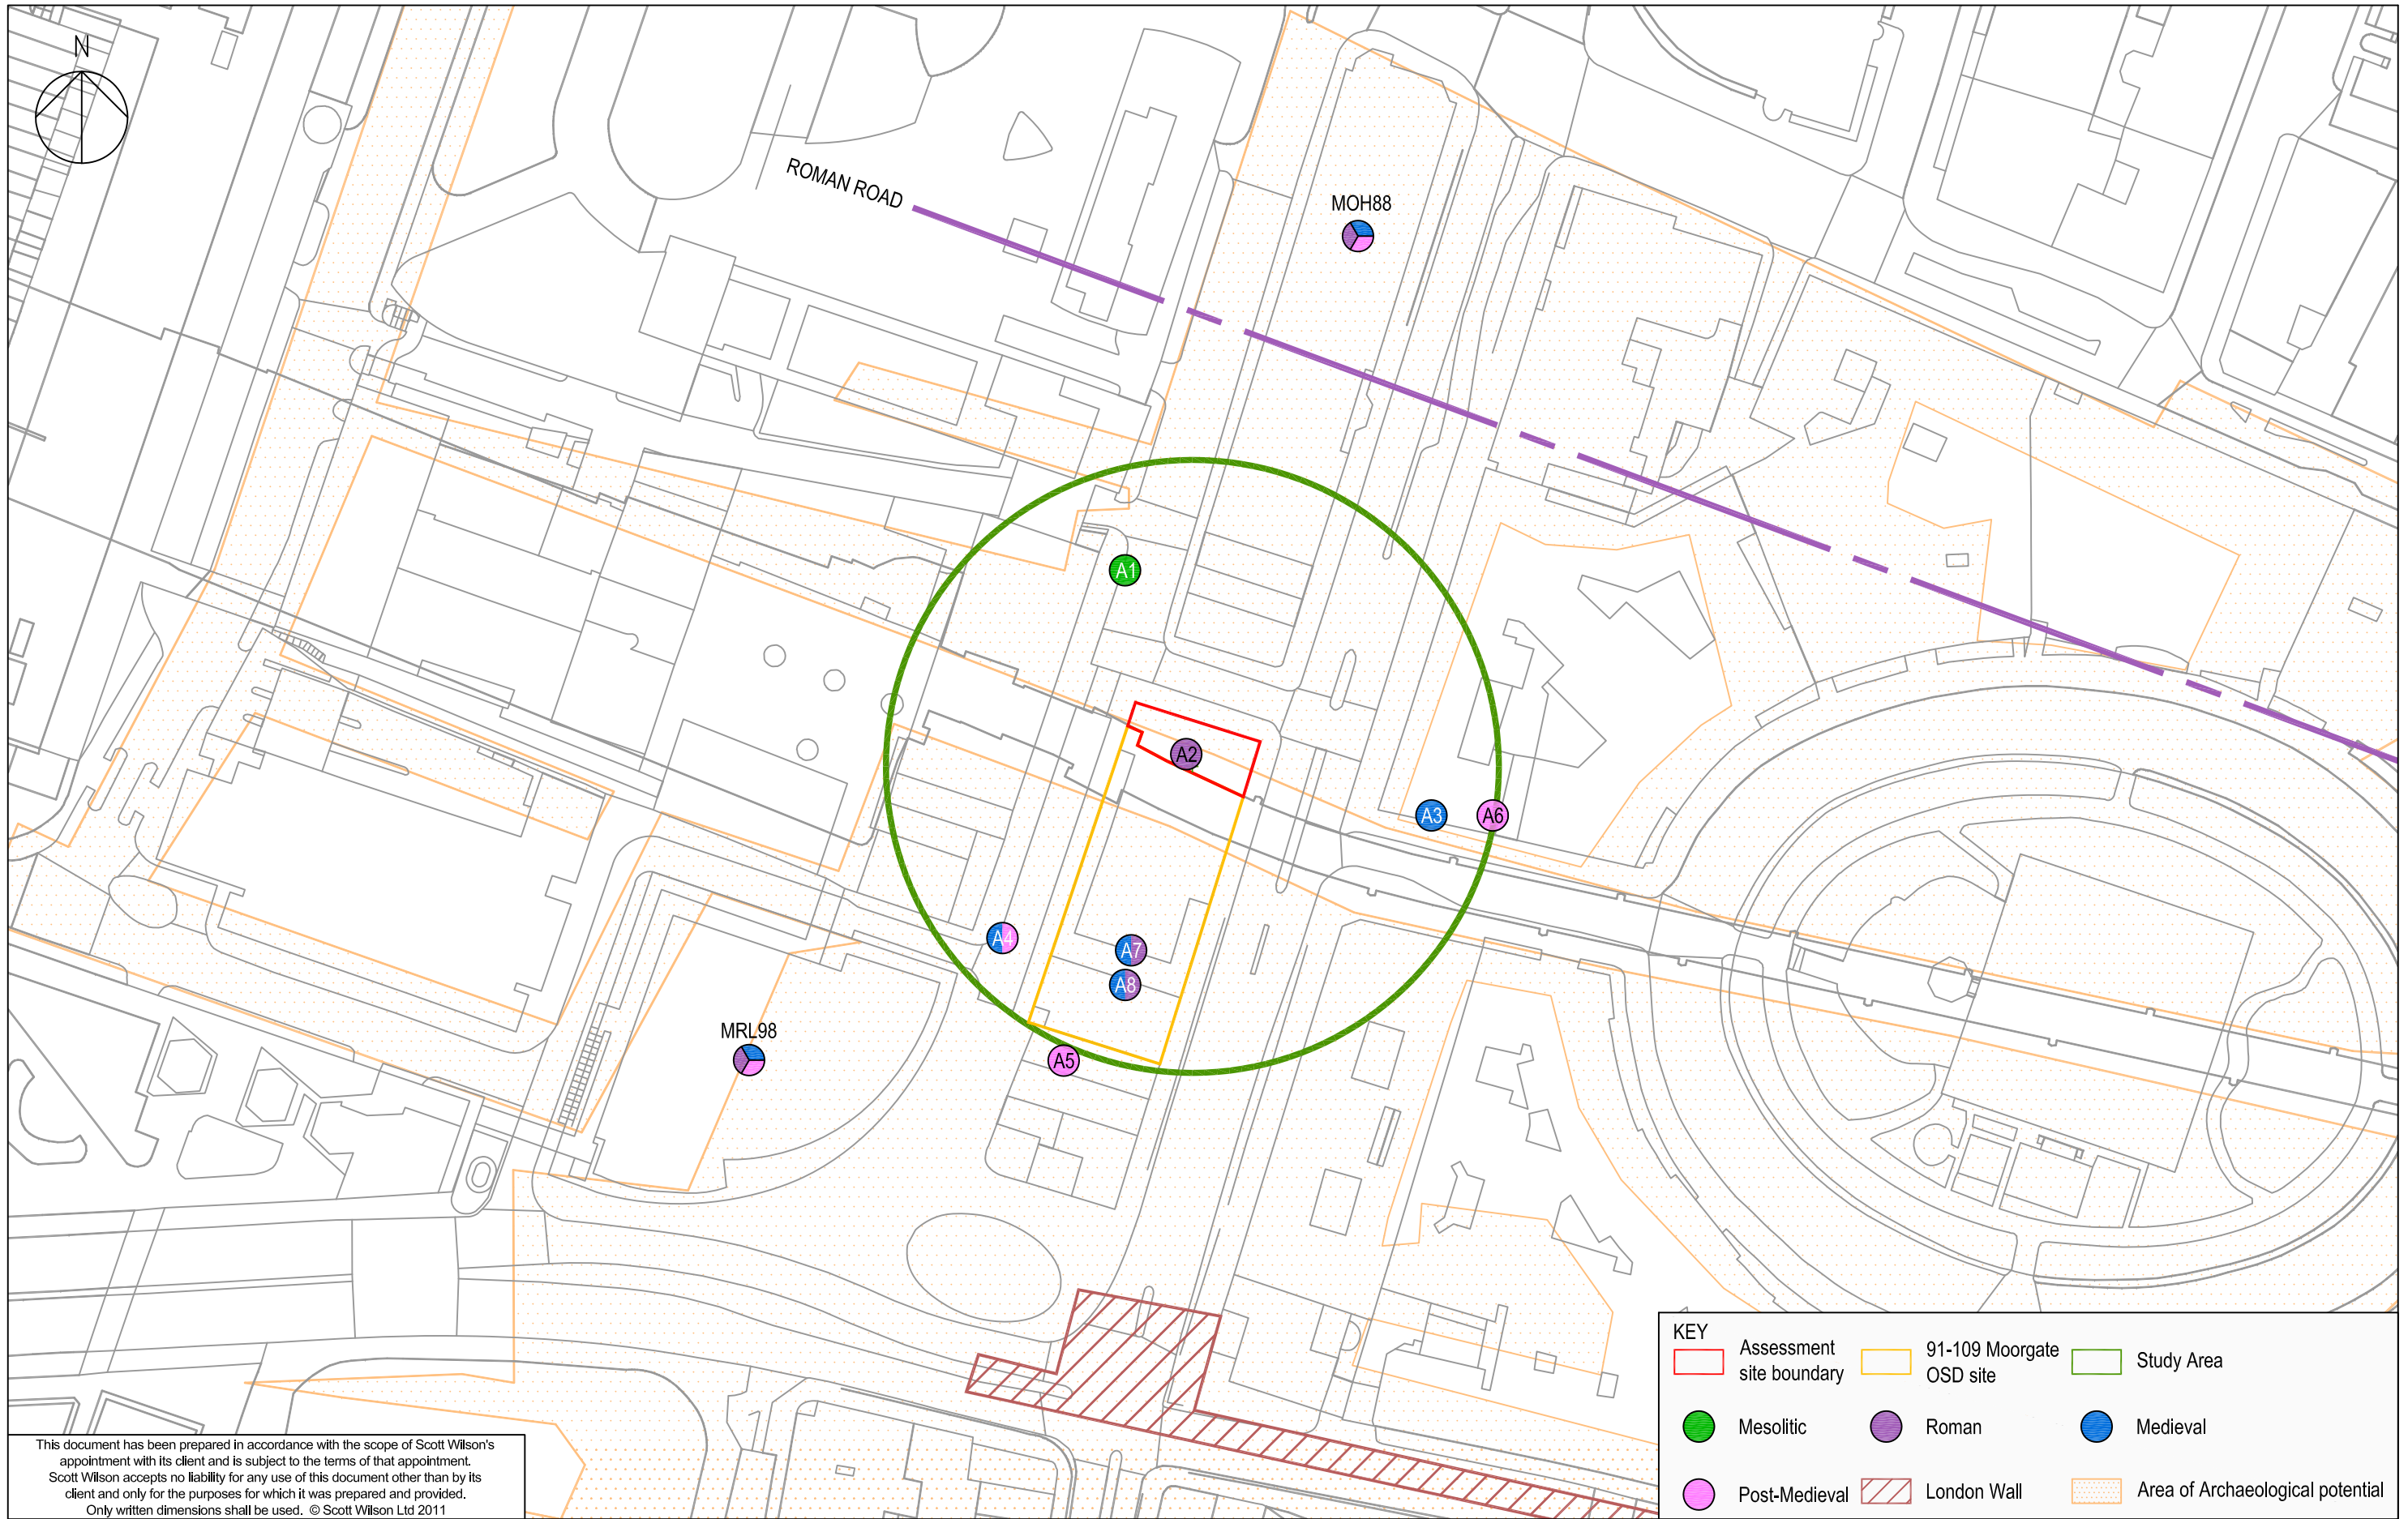 N
ROMAN ROAD
MOH88
A1
A2
A3
A6
A4
A7
A8
MRL98
A5
KEY
Assessment
site boundary
91-109 Moorgate
OSD site
Study Area
Mesolitic
Roman
Medieval
Post-Medieval
London Wall
Area of Archaeological potential
This document has been prepared in accordance with the scope of Scott Wilson's
appointment with its client and is subject to the terms of that appointment.
Scott Wilson accepts no liability for any use of this document other than by its
client and only for the purposes for which it was prepared and provided.
Only written dimensions shall be used. © Scott Wilson Ltd 2011